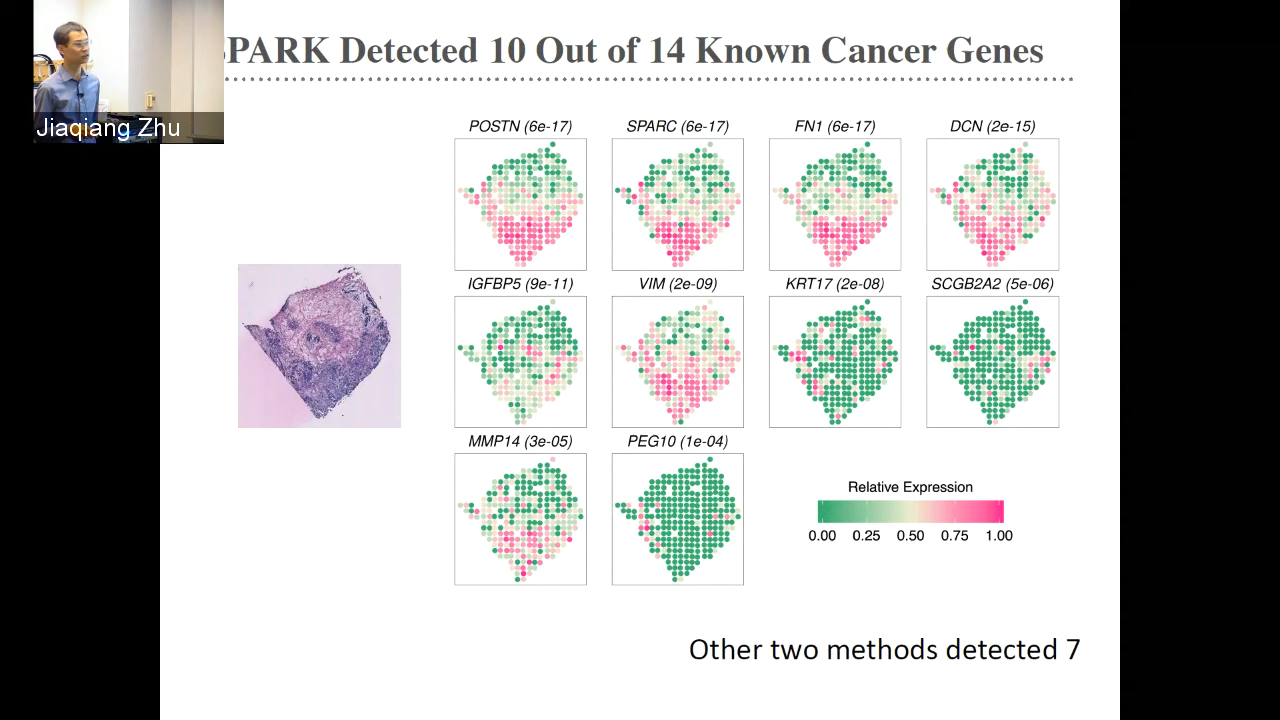 SPARK Detected 10 Out of 14 Known Cancer Genes
Jiaqiang Zhu
POSTN (6e-17) SPARC (6e-17) FN1 (6e-17) DCN (2e-15)
IGFBP5 (9e-11) VIM (2e-09) KRT17 (2e-08) SCGB2A2 (5e-06)
MMP14 (3e-05) PEG10 (1e-04)
Relative Expression
0.00 0.25 0.50 0.75 1.00
Other two methods detected 7